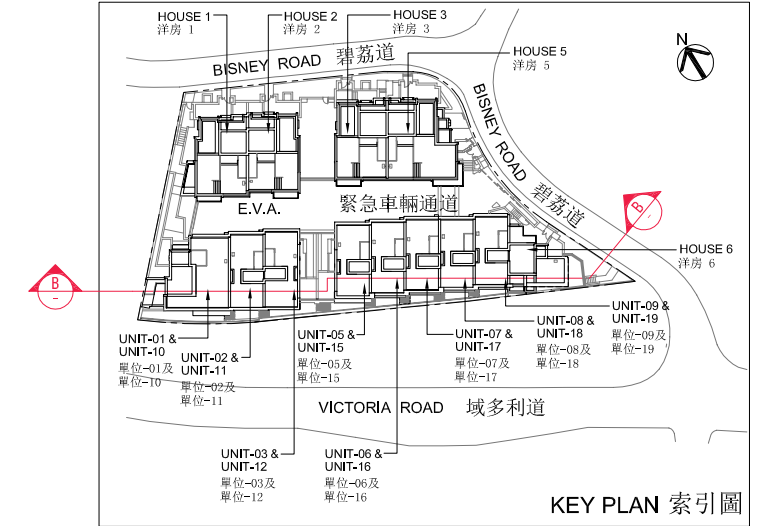 HOUSE 1
洋房 1
HOUSE 2
洋房 2
HOUSE 3
洋房 3
HOUSE 5
洋房 5
N
BISNEY ROAD 碧荔道
BISNEY ROAD 碧荔道
E.V.A. 緊急車輛通道
B
–
B
–
HOUSE 6
洋房 6
UNIT-01 &
UNIT-10
單位-01及
單位-10
UNIT-02 &
UNIT-11
單位-02及
單位-11
UNIT-05 &
UNIT-15
單位-05及
單位-15
UNIT-07 &
UNIT-17
單位-07及
單位-17
UNIT-08 &
UNIT-18
單位-08及
單位-18
UNIT-09 &
UNIT-19
單位-09及
單位-19
VICTORIA ROAD 域多利道
UNIT-03 &
UNIT-12
單位-03及
單位-12
UNIT-06 &
UNIT-16
單位-06及
單位-16
KEY PLAN 索引圖